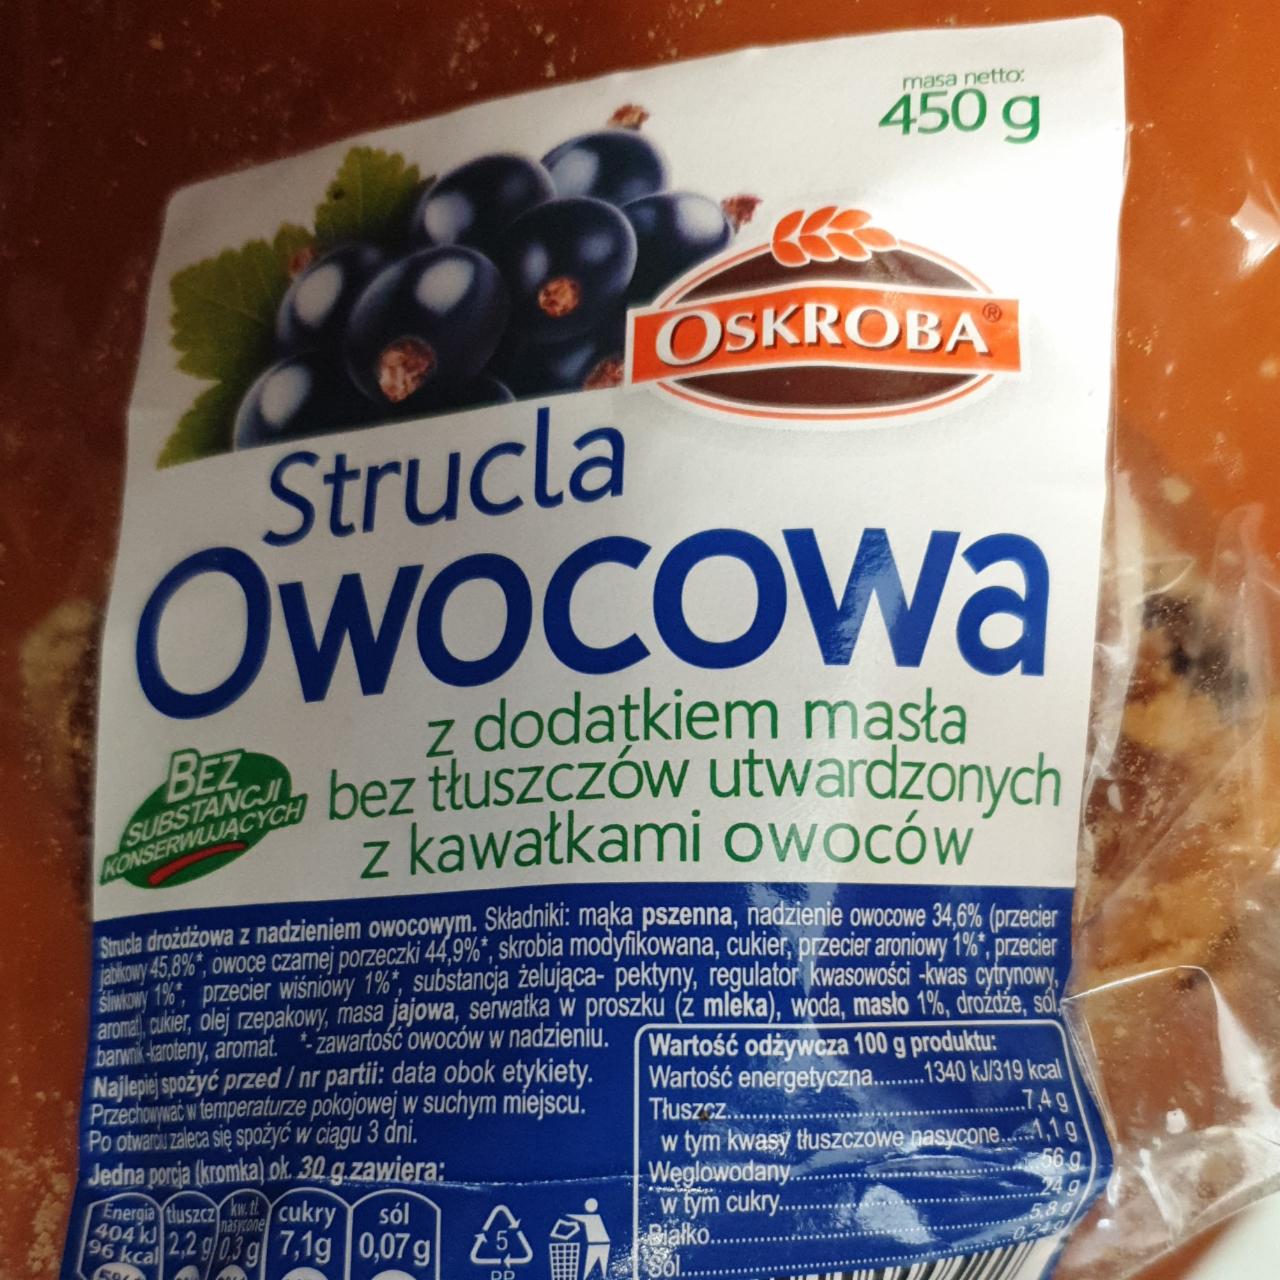 masa netto:
450 g
OSKROBA®
Strucla
Owocowa
z dodatkiem masła
bez tłuszczów utwardzonych
z kawałkami owoców
BEZ
SUBSTANCJI
KONSERWUJĄCYCH
Strucla drożdżowa z nadzieniem owocowym. Składniki: mąka pszenna, nadzienie owocowe 34,6% (przecier
jabłkowy 45,8%*, owoce czarnej porzeczki 44,9%*, skrobia modyfikowana, cukier, przecier aroniowy 1%*, przecier
śliwkowy 1%*, przecier wiśniowy 1%*, substancja żelująca- pektyny, regulator kwasowości -kwas cytrynowy,
aromat), cukier, olej rzepakowy, masa jajowa, serwatka w proszku (z mleka), woda, masło 1%, drożdże, sól,
barwnik-karoteny, aromat. *- zawartość owoców w nadzieniu.
Najlepiej spożyć przed / nr partii: data obok etykiety.
Przechowywać w temperaturze pokojowej w suchym miejscu.
Po otwarciu zaleca się spożyć w ciągu 3 dni.
Jedna porcja (kromka) ok. 30 g zawiera:
Energia
404 kJ
96 kcal
5%
tłuszcz
2,2 g
kw. tł.
nasycone
0,3 g
cukry
7,1g
sól
0,07 g
5
PP
Wartość odżywcza 100 g produktu:
Wartość energetyczna.........1340 kJ/319 kcal
Tłuszcz.......................................7,4 g
w tym kwasy tłuszczowe nasycone......1,1 g
Węglowodany..................................56 g
w tym cukry..................................24 g
Białko.......................................5,8 g
Sól..........................................0,24 g